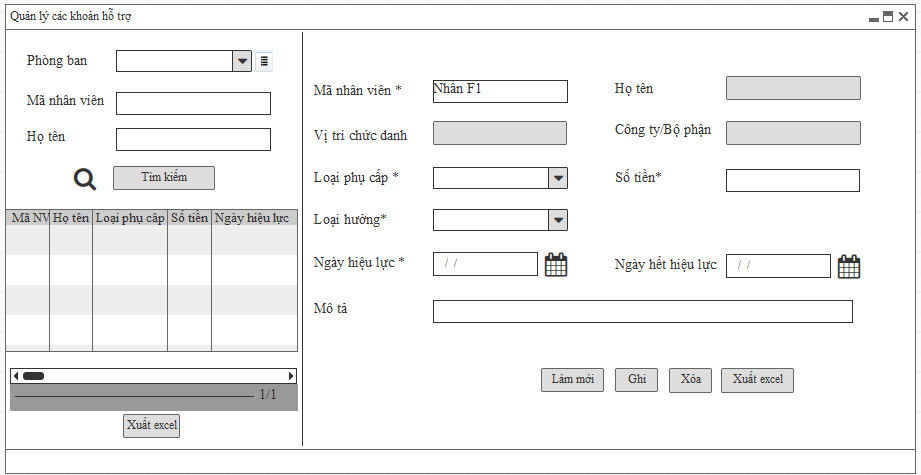 Quản lý các khoản hỗ trợ
Phòng ban
Mã nhân viên
Họ tên
Tìm kiếm
Mã NV Họ tên Loại phụ cấp Số tiền Ngày hiệu lực
1/1
Xuất excel
Mã nhân viên * Nhấn F1 Họ tên
Vị trí chức danh Công ty/Bộ phận
Loại phụ cấp * Số tiền*
Loại hưởng*
Ngày hiệu lực * / / Ngày hết hiệu lực / /
Mô tả
Làm mới Ghi Xóa Xuất excel